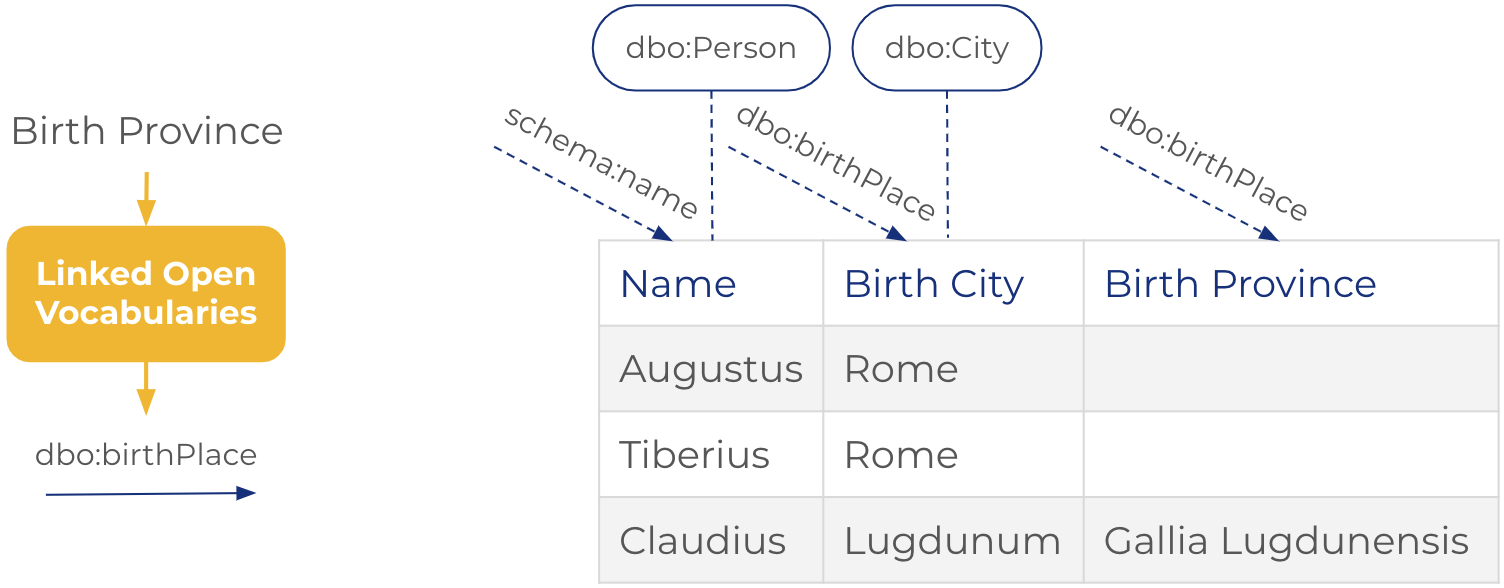 Birth Province
Linked Open
Vocabularies
dbo:birthPlace
dbo:Person
dbo:City
schema:name
dbo:birthPlace
dbo:birthPlace
Name Birth City Birth Province
Augustus Rome
Tiberius Rome
Claudius Lugdunum Gallia Lugdunensis